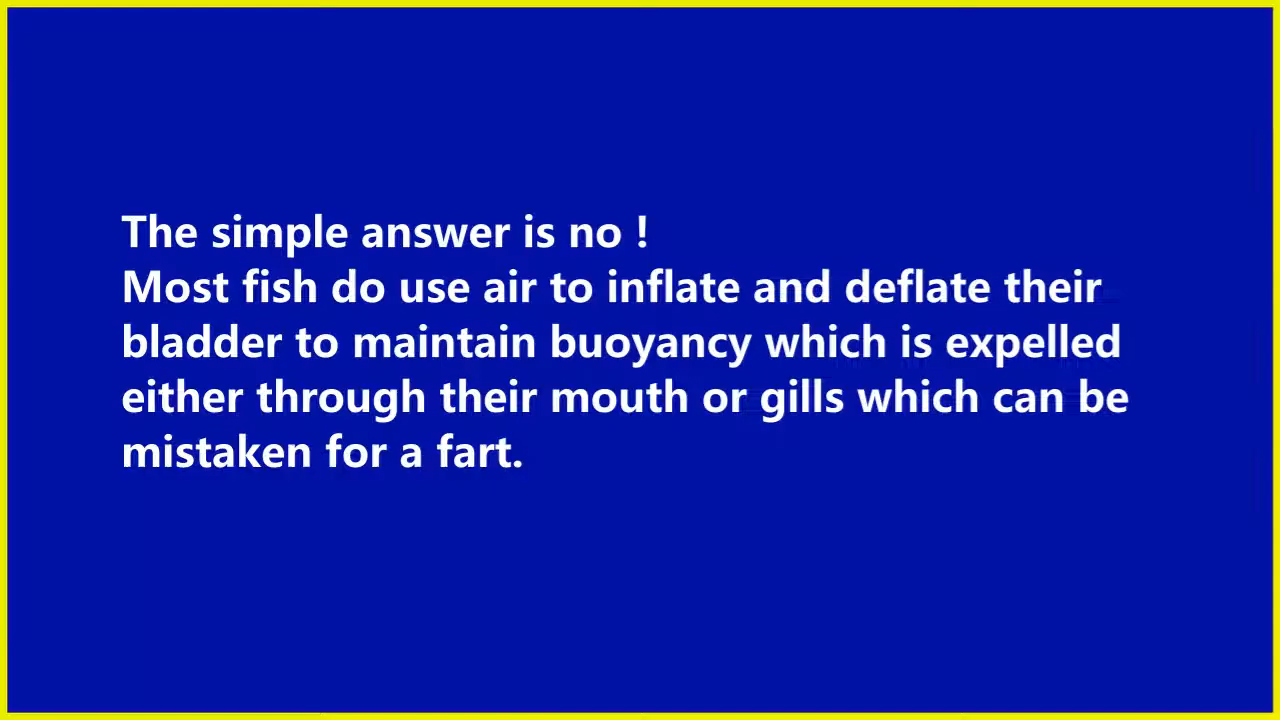 The simple answer is no !
Most fish do use air to inflate and deflate their
bladder to maintain buoyancy which is expelled
either through their mouth or gills which can be
mistaken for a fart.